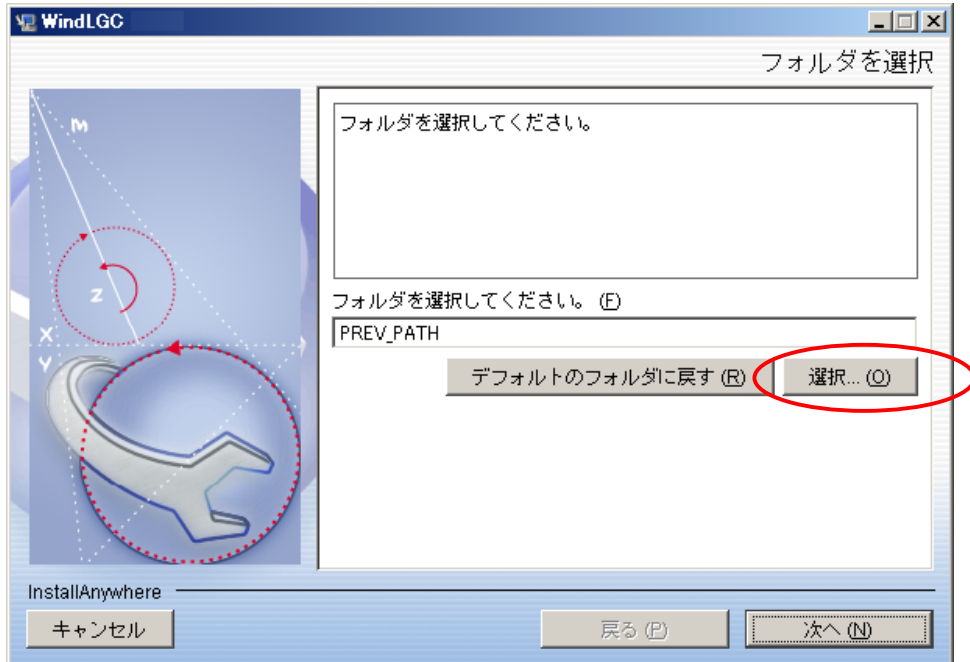 WindLGC
フォルダを選択
m
z
X
Y
フォルダを選択してください。
フォルダを選択してください。 (F)
PREV_PATH
デフォルトのフォルダに戻す (R)
選択... (O)
InstallAnywhere
キャンセル
戻る (P)
次へ (N)